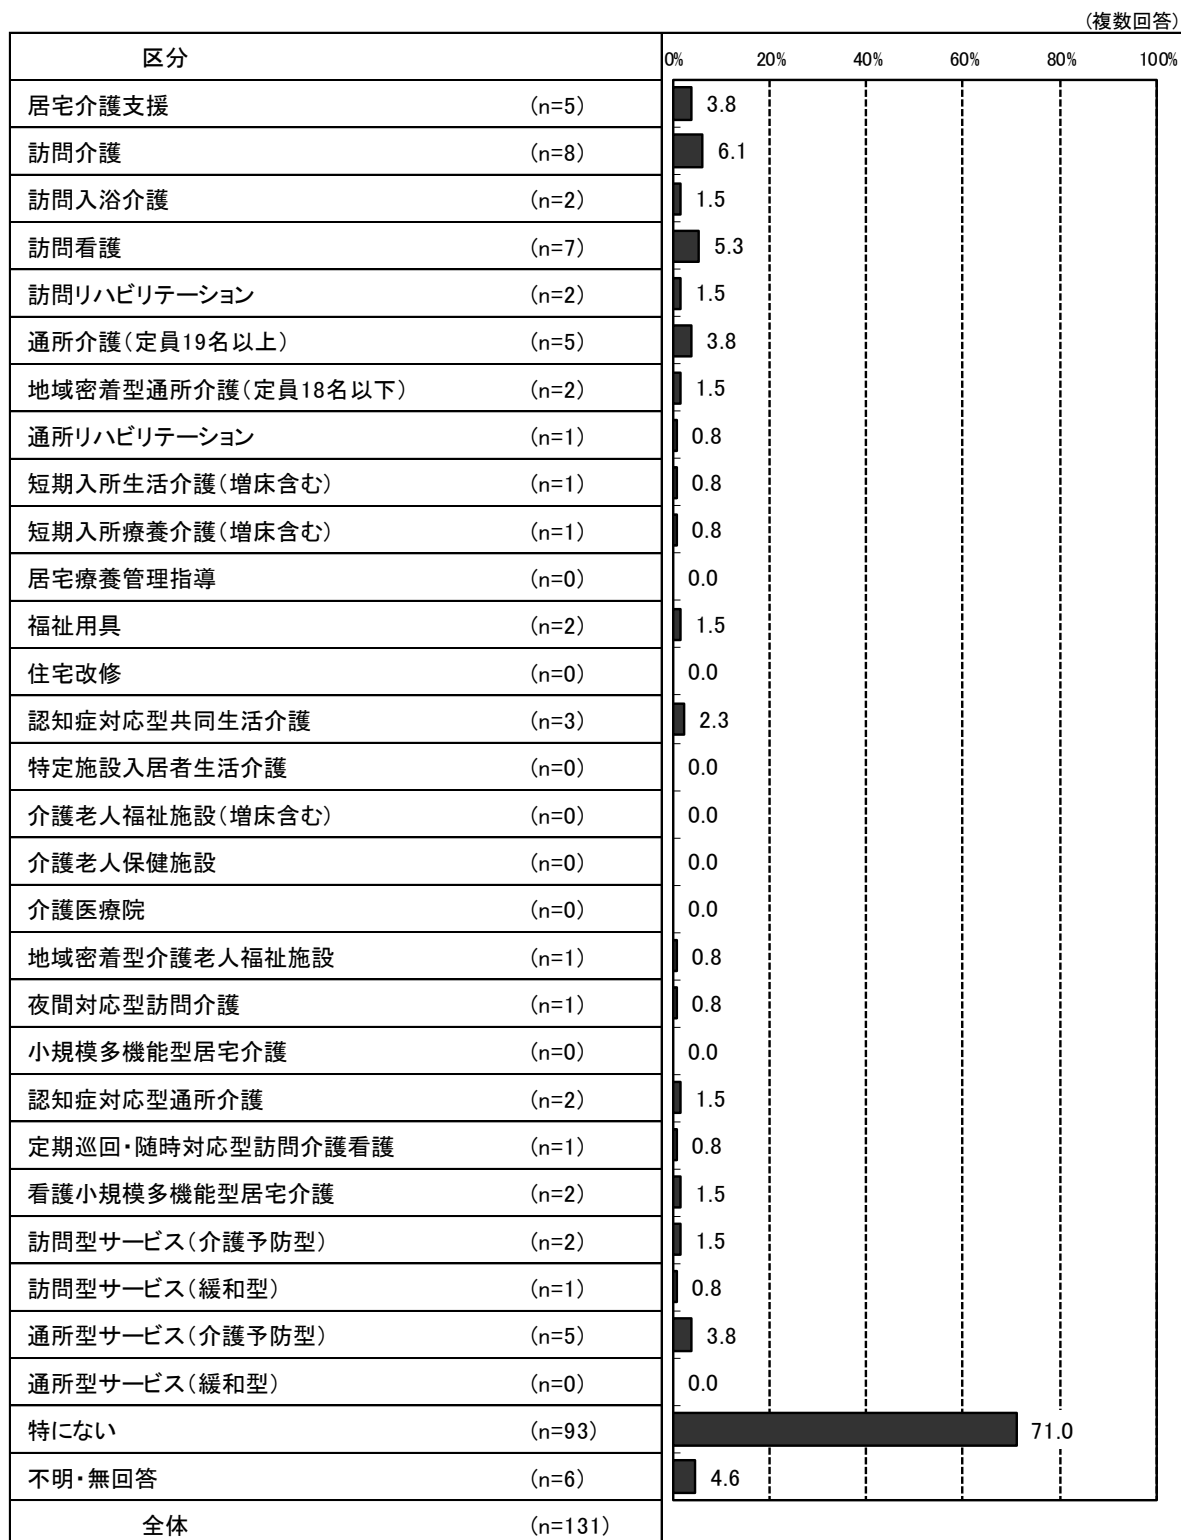 (複数回答)
区分 0% 20% 40% 60% 80% 100%
居宅介護支援 (n=5) 3.8
訪問介護 (n=8) 6.1
訪問入浴介護 (n=2) 1.5
訪問看護 (n=7) 5.3
訪問リハビリテーション (n=2) 1.5
通所介護(定員19名以上) (n=5) 3.8
地域密着型通所介護(定員18名以下) (n=2) 1.5
通所リハビリテーション (n=1) 0.8
短期入所生活介護(増床含む) (n=1) 0.8
短期入所療養介護(増床含む) (n=1) 0.8
居宅療養管理指導 (n=0) 0.0
福祉用具 (n=2) 1.5
住宅改修 (n=0) 0.0
認知症対応型共同生活介護 (n=3) 2.3
特定施設入居者生活介護 (n=0) 0.0
介護老人福祉施設(増床含む) (n=0) 0.0
介護老人保健施設 (n=0) 0.0
介護医療院 (n=0) 0.0
地域密着型介護老人福祉施設 (n=1) 0.8
夜間対応型訪問介護 (n=1) 0.8
小規模多機能型居宅介護 (n=0) 0.0
認知症対応型通所介護 (n=2) 1.5
定期巡回・随時対応型訪問介護看護 (n=1) 0.8
看護小規模多機能型居宅介護 (n=2) 1.5
訪問型サービス(介護予防型) (n=2) 1.5
訪問型サービス(緩和型) (n=1) 0.8
通所型サービス(介護予防型) (n=5) 3.8
通所型サービス(緩和型) (n=0) 0.0
特にない (n=93) 71.0
不明・無回答 (n=6) 4.6
全体 (n=131)